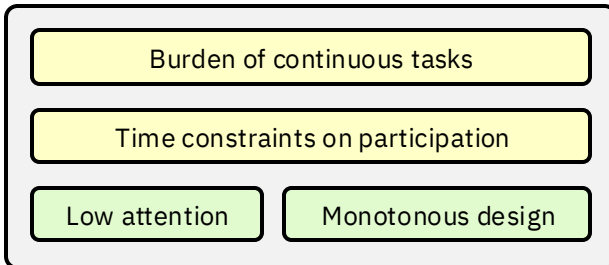 Burden of continuous tasks
Time constraints on participation
Low attention
Monotonous design